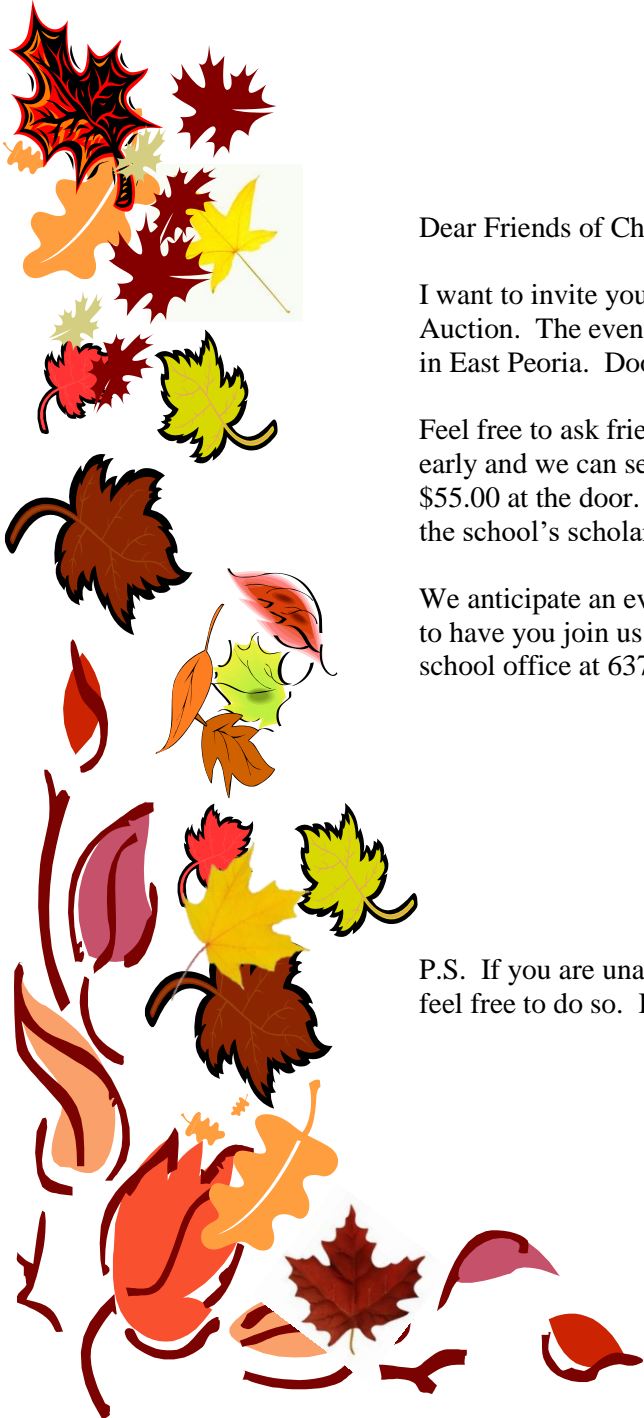 Dear Friends of Ch
I want to invite you
Auction. The even
in East Peoria. Doo
Feel free to ask frie
early and we can se
$55.00 at the door.
the school's scholar
We anticipate an ev
to have you join us
school office at 637
P.S. If you are una
feel free to do so. I